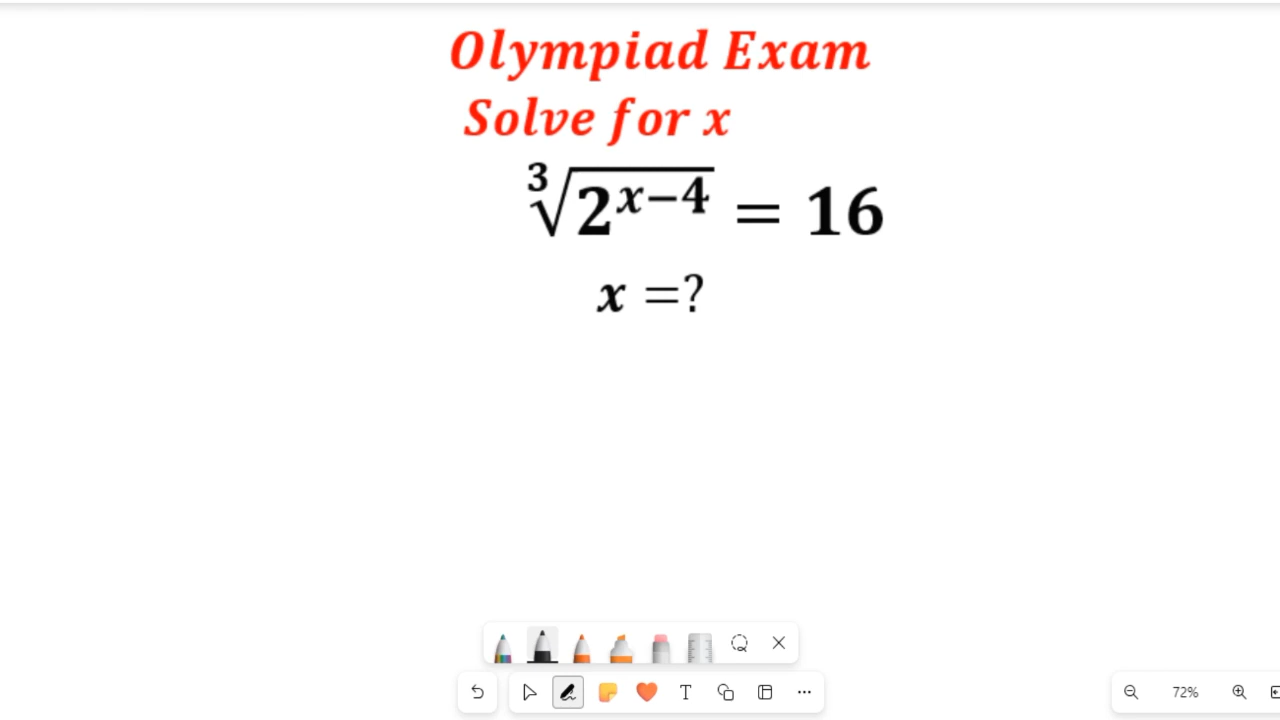 Olympiad Exam
Solve for x
∛2^{x−4} = 16
x =?
T
72%